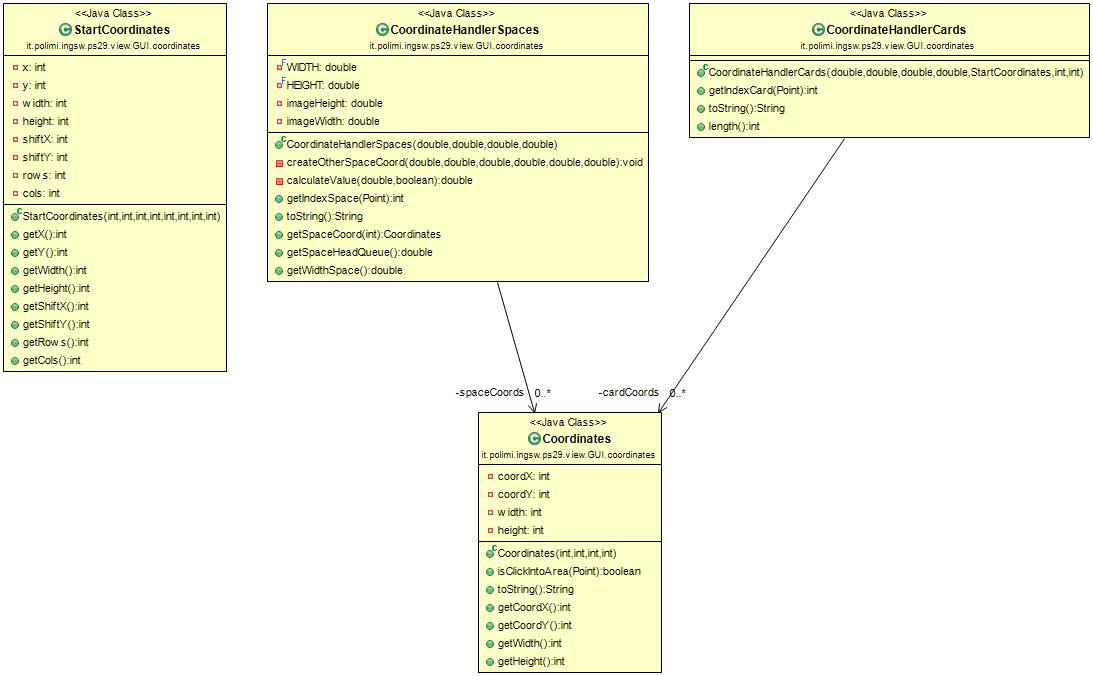 <<Java Class>>
StartCoordinates
it.polimi.ingsw.ps29.view.GUI.coordinates
x: int
y: int
width: int
height: int
shiftX: int
shiftY: int
rows: int
cols: int
StartCoordinates(int,int,int,int,int,int,int,int)
getX():int
getY():int
getWidth():int
getHeight():int
getShiftX():int
getShiftY():int
getRows():int
getCols():int
<<Java Class>>
CoordinateHandlerSpaces
it.polimi.ingsw.ps29.view.GUI.coordinates
WIDTH: double
HEIGHT: double
imageHeight: double
imageWidth: double
CoordinateHandlerSpaces(double,double,double,double)
createOtherSpaceCoord(double,double,double,double,double,double):void
calculateValue(double,boolean):double
getIndexSpace(Point):int
toString():String
getSpaceCoord(int):Coordinates
getSpaceHeadQueue():double
getWidthSpace():double
<<Java Class>>
CoordinateHandlerCards
it.polimi.ingsw.ps29.view.GUI.coordinates
CoordinateHandlerCards(double,double,double,double,StartCoordinates,int,int)
getIndexCard(Point):int
toString():String
length():int
-spaceCoords 0..*
-cardCoords 0..*
<<Java Class>>
Coordinates
it.polimi.ingsw.ps29.view.GUI.coordinates
coordX: int
coordY: int
width: int
height: int
Coordinates(int,int,int,int)
isClickIntoArea(Point):boolean
toString():String
getCoordX():int
getCoordY():int
getWidth():int
getHeight():int